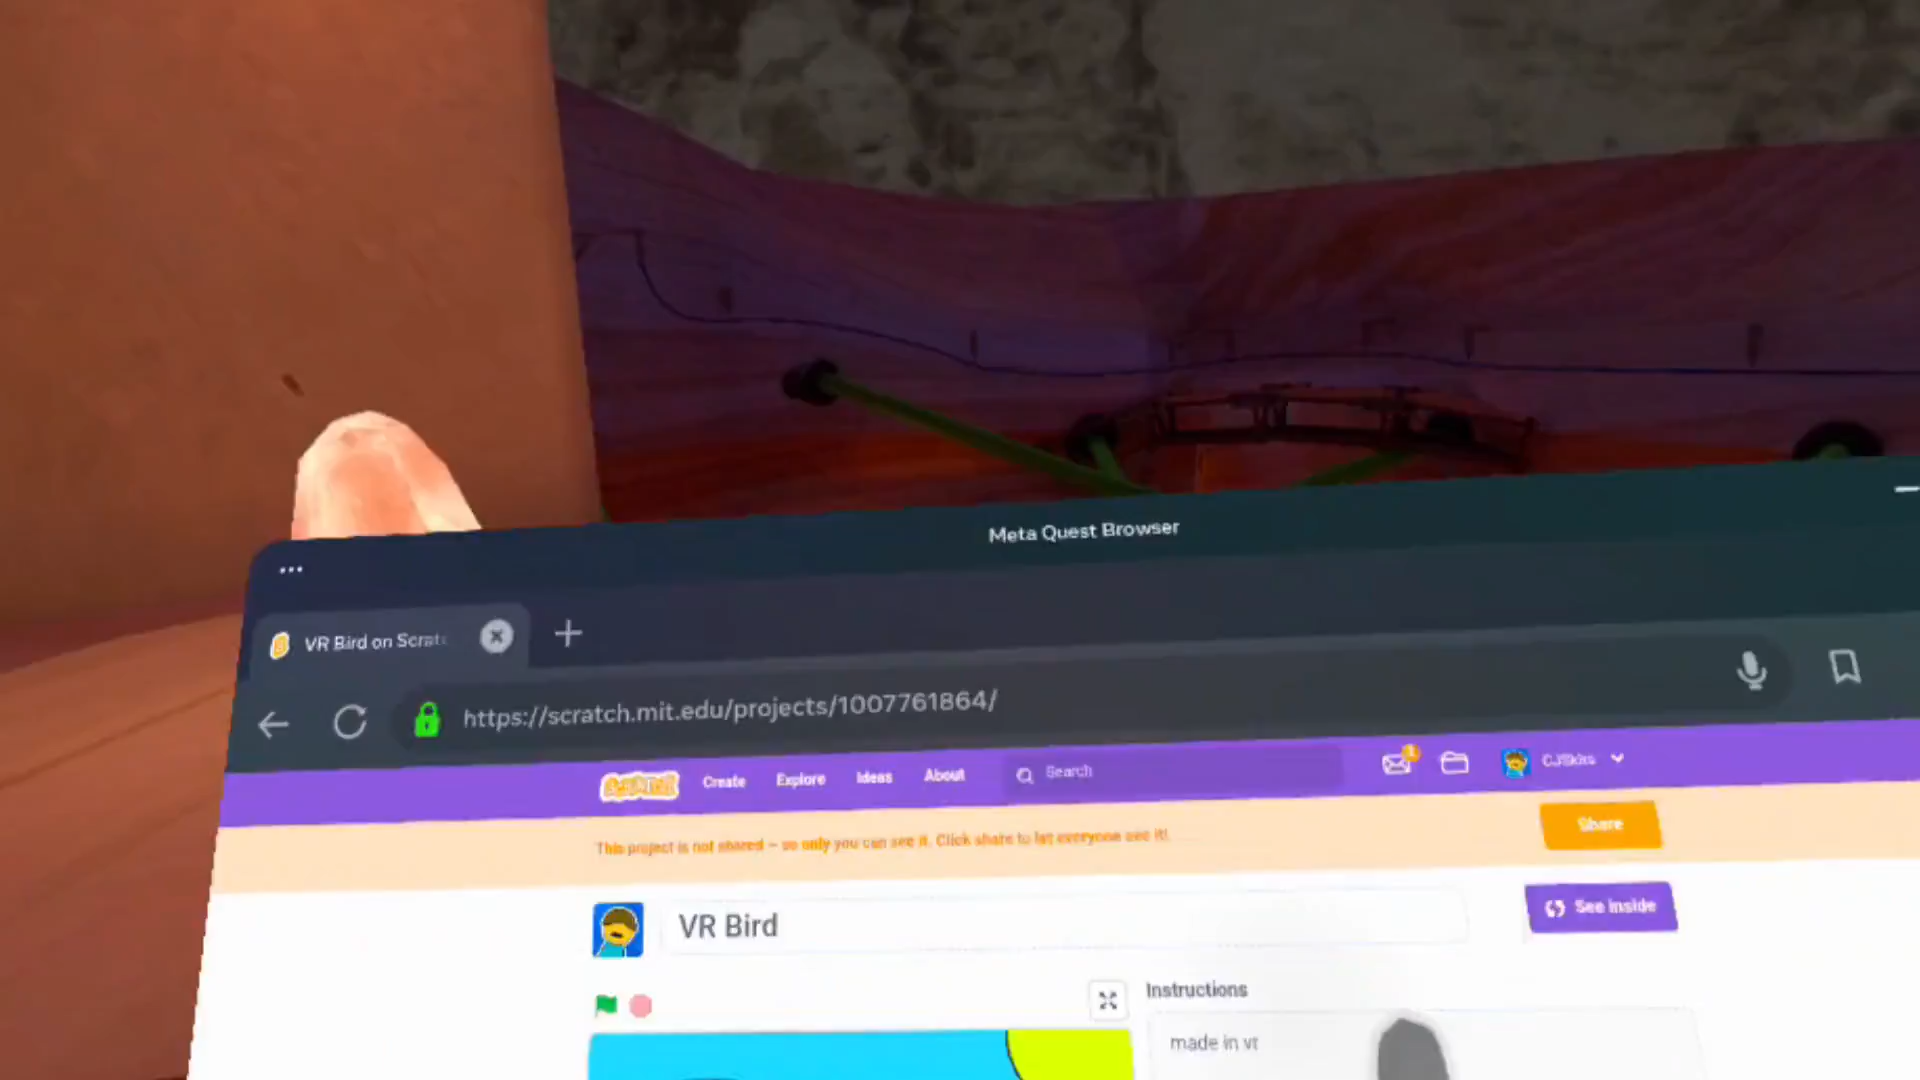 Meta Quest Browser
VR Bird on Scratc
https://scratch.mit.edu/projects/1007761864/
SCRATCH Create Explore Ideas About Search
This project is not shared — so only you can see it. Click share to let everyone see it! Share
VR Bird See inside
Instructions
made in vr